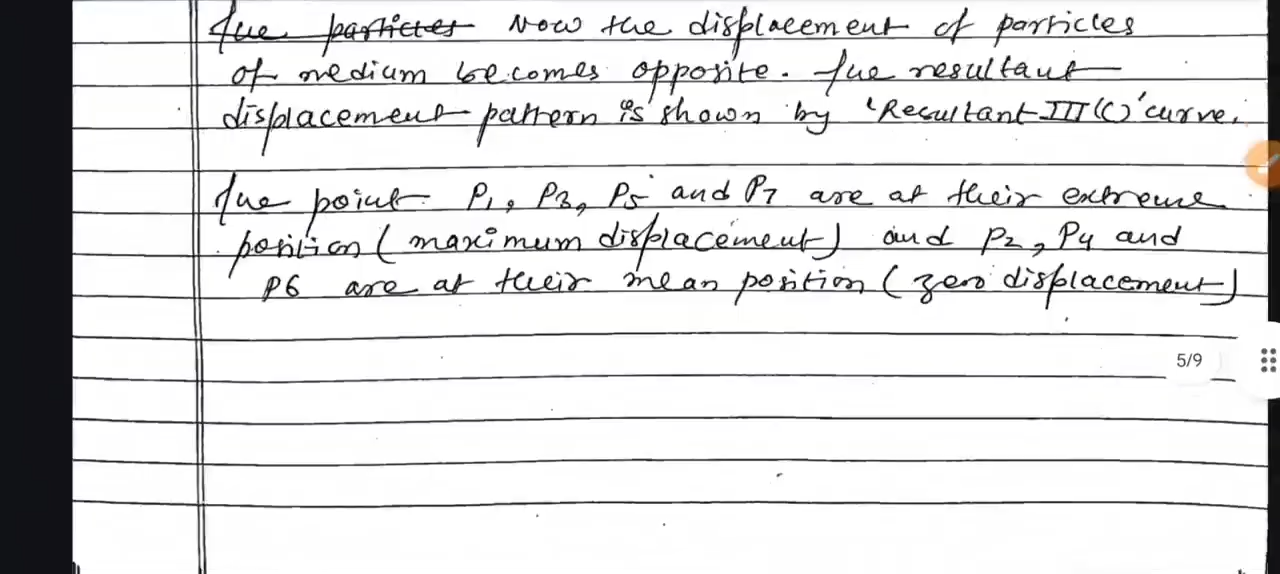 The particles Now the displacement of particles
of medium becomes opposite. The resultant
displacement pattern is shown by 'Resultant III(C)' curve.
The point P1, P3, P5 and P7 are at their extreme
position (maximum displacement) and P2, P4 and
P6 are at their mean position (zero displacement)
5/9